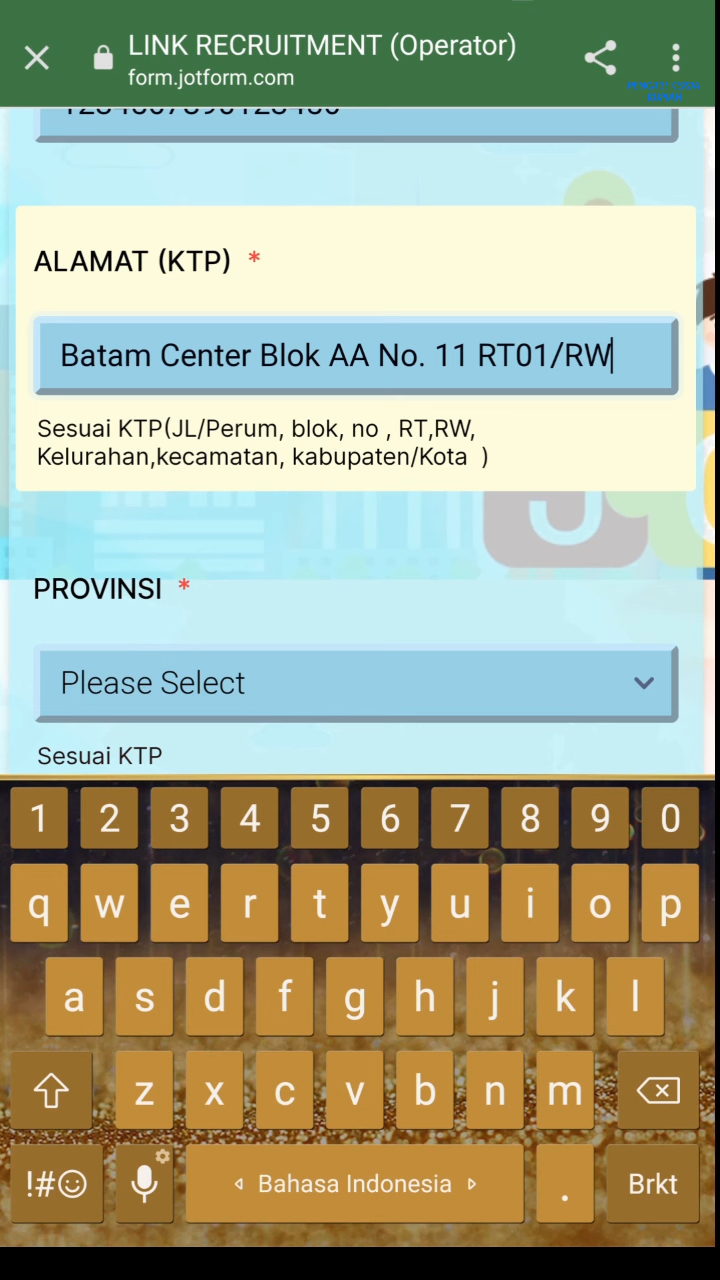 LINK RECRUITMENT (Operator)
form.jotform.com
ALAMAT (KTP) *
Batam Center Blok AA No. 11 RT01/RW
Sesuai KTP(JL/Perum, blok, no , RT,RW,
Kelurahan,kecamatan, kabupaten/Kota )
J
PROVINSI *
Please Select
Sesuai KTP
1 2 3 4 5 6 7 8 9 0
q w e r t y u i o p
a s d f g h j k l
z x c v b n m
!#☺ Bahasa Indonesia . Brkt